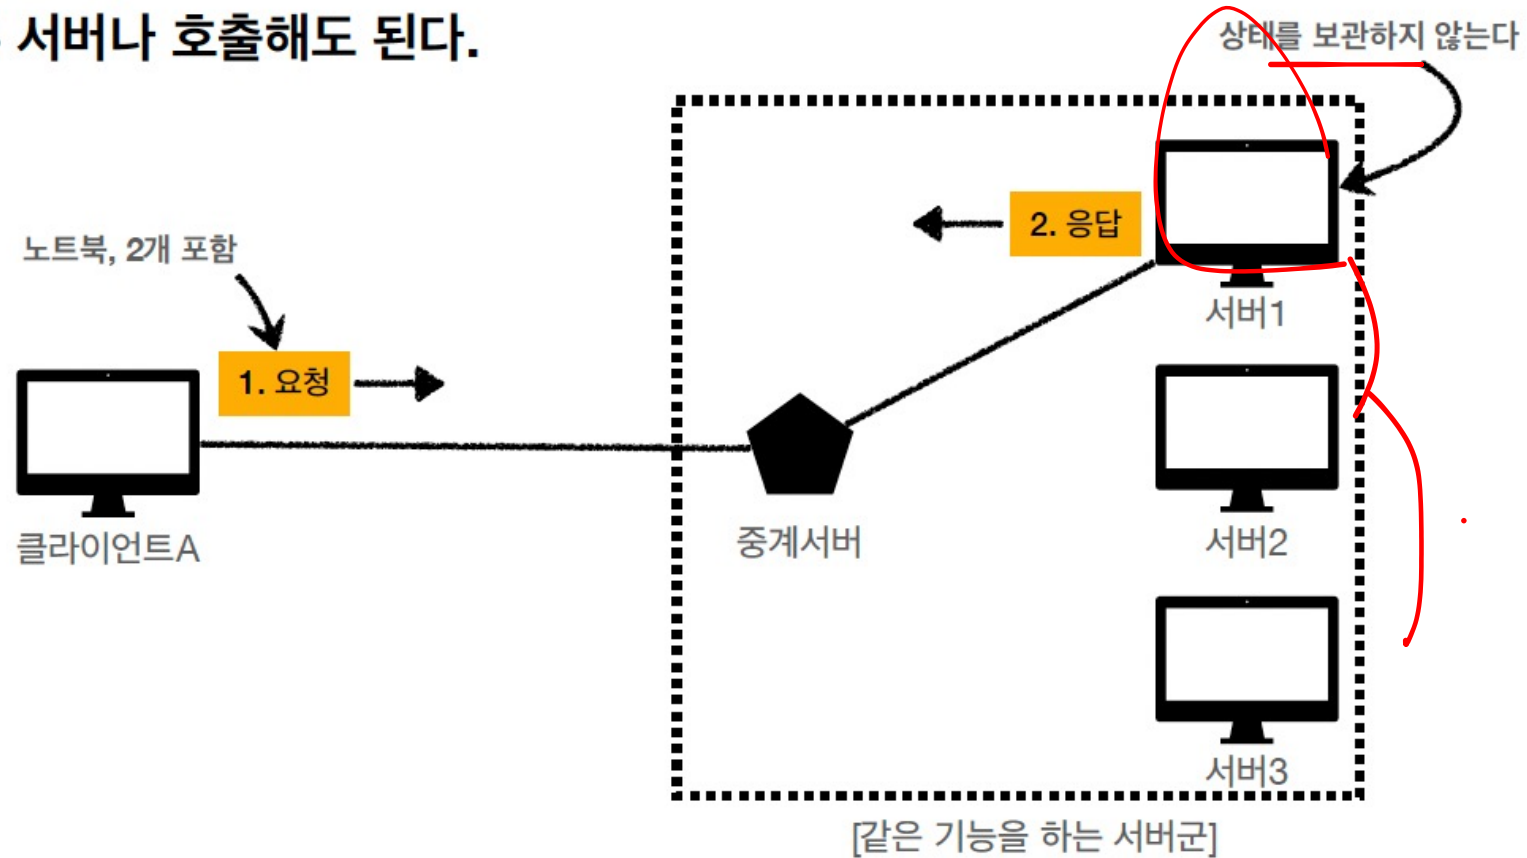 서버나 호출해도 된다.
상태를 보관하지 않는다
2. 응답
노트북, 2개 포함
서버1
1. 요청
클라이언트A
중계서버
서버2
서버3
[같은 기능을 하는 서버군]